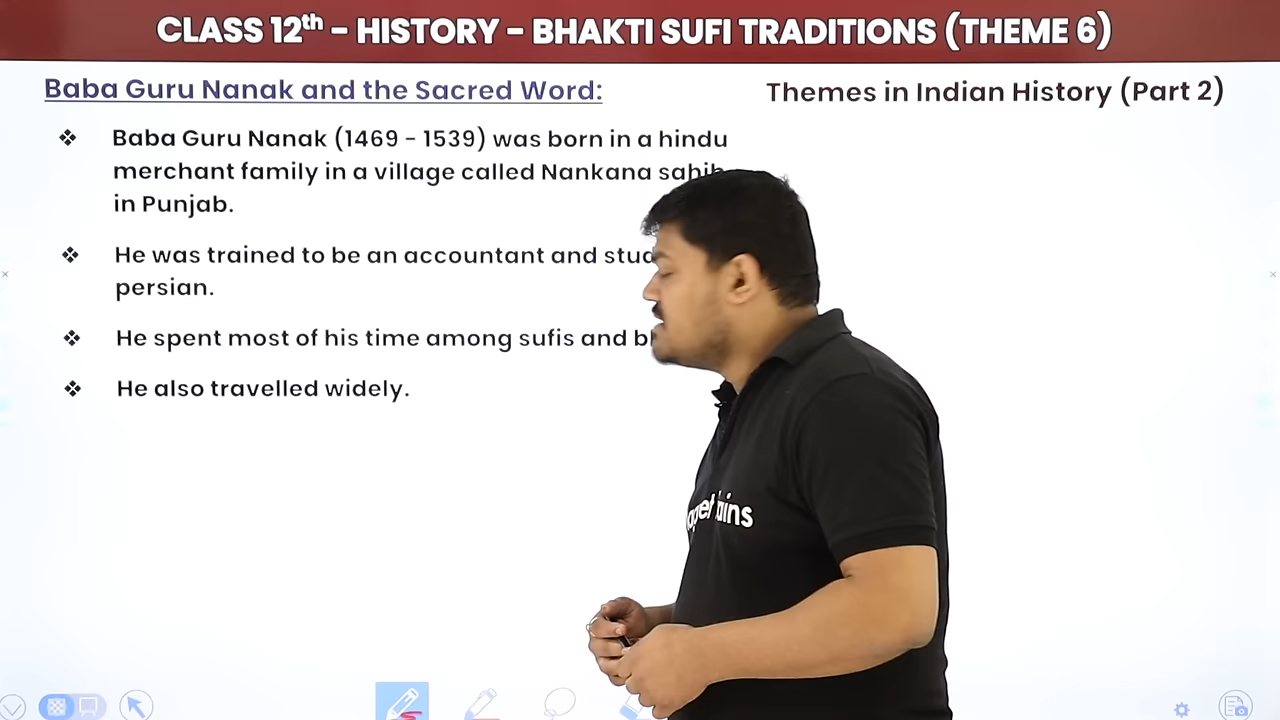 CLASS 12th - HISTORY - BHAKTI SUFI TRADITIONS (THEME 6)
Baba Guru Nanak and the Sacred Word:
Themes in Indian History (Part 2)
❖ Baba Guru Nanak (1469 - 1539) was born in a hindu
merchant family in a village called Nankana sahib
in Punjab.
❖ He was trained to be an accountant and
persian.
❖ He spent most of his time among sufis and
❖ He also travelled widely.